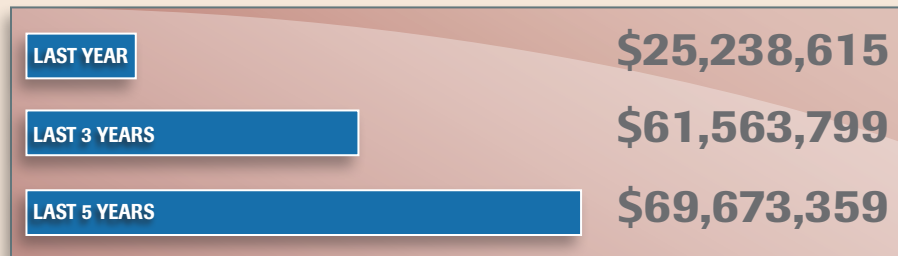 LAST YEAR $25,238,615
LAST 3 YEARS $61,563,799
LAST 5 YEARS $69,673,359